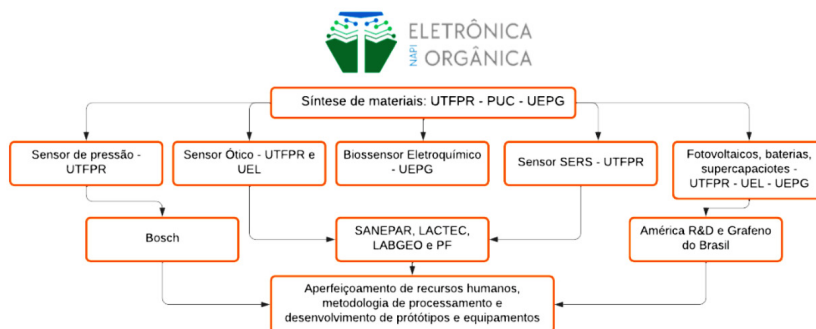 ELETRÔNICA
NAPI
ORGÂNICA
Síntese de materiais: UTFPR - PUC - UEPG
Sensor de pressão -
UTFPR
Sensor Ótico - UTFPR e
UEL
Biossensor Eletroquímico
- UEPG
Sensor SERS - UTFPR
Fotovoltaicos, baterias,
supercapaciotes -
UTFPR - UEL - UEPG
Bosch
SANEPAR, LACTEC,
LABGEO e PF
América R&D e Grafeno
do Brasil
Aperfeiçoamento de recursos humanos,
metodologia de processamento e
desenvolvimento de prótótipos e equipamentos